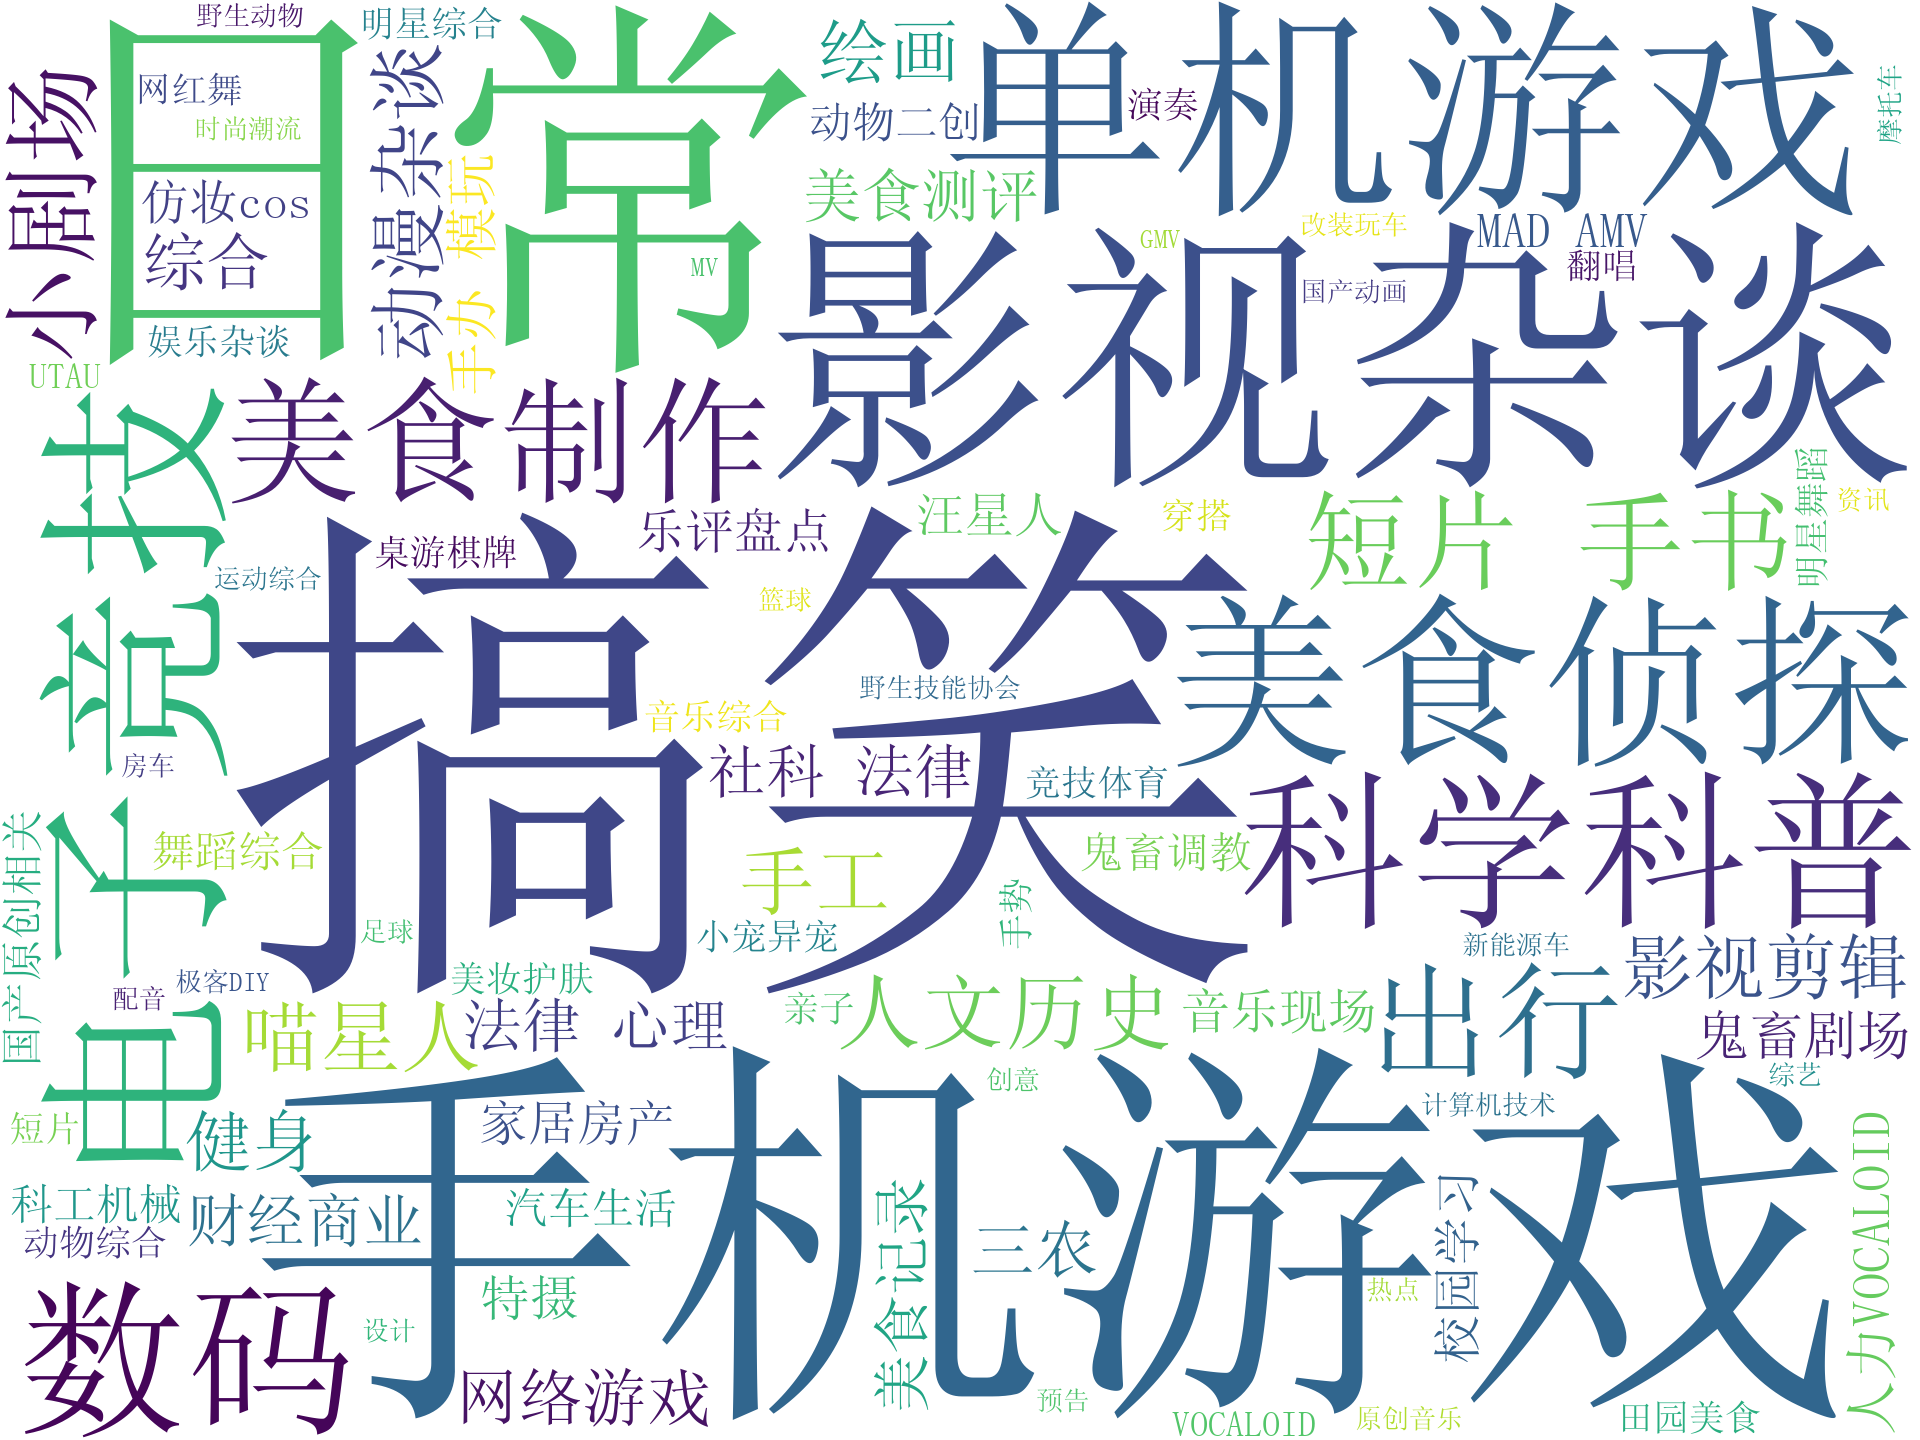 野生动物
明星综合
小剧场
日常
网红舞
时尚潮流
仿妆cos
综合
娱乐杂谈
UTAU
动漫杂谈
手办 模玩
MV
绘画
动物二创
演奏
单机游戏
摩托车
美食测评
GMV
改装玩车
MAD AMV
翻唱
国产动画
影视杂谈
电子竞技
美食制作
桌游棋牌
乐评盘点
汪星人
穿搭
短片 手书
明星舞蹈
资讯
运动综合
篮球
搞笑
美食侦探
野生技能协会
音乐综合
社科 法律
竞技体育
房车
科学科普
国产原创相关
舞蹈综合
手工
鬼畜调教
手势
足球
小宠异宠
新能源车
影视剪辑
极客DIY
配音
美妆护肤
亲子
人文历史
音乐现场
出行
喵星人
法律 心理
鬼畜剧场
创意
综艺
短片
健身
家居房产
计算机技术
手机游戏
人力VOCALOID
科工机械
财经商业
汽车生活
美食记录
三农
校园学习
动物综合
特摄
热点
数码
设计
网络游戏
预告
VOCALOID
原创音乐
田园美食